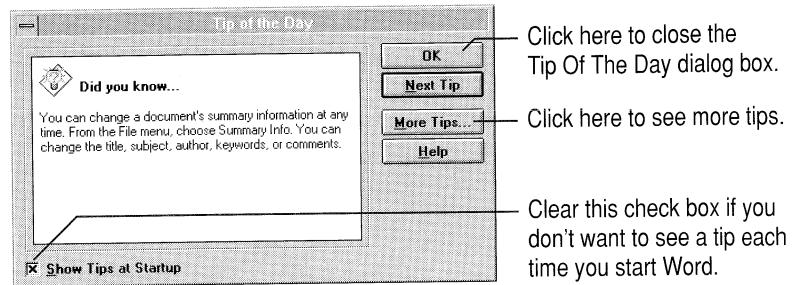 Tip of the Day
Did you know...
You can change a document's summary information at any
time. From the File menu, choose Summary Info. You can
change the title, subject, author, keywords, or comments.
OK
Next Tip
More Tips...
Help
Show Tips at Startup
Click here to close the
Tip Of The Day dialog box.
Click here to see more tips.
Clear this check box if you
don't want to see a tip each
time you start Word.